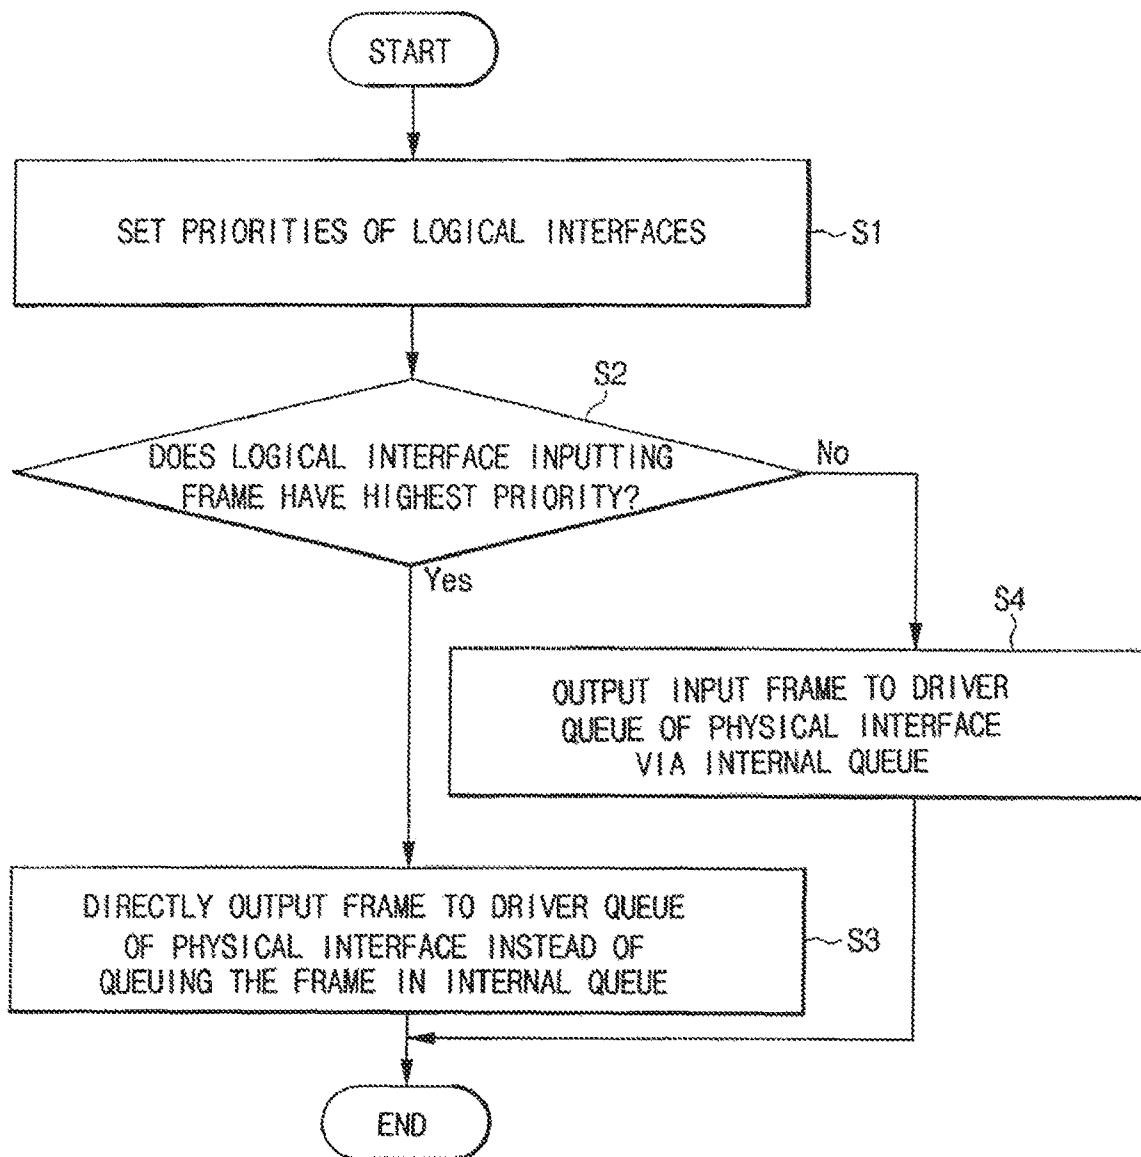 START
SET PRIORITIES OF LOGICAL INTERFACES
S1
S2
DOES LOGICAL INTERFACE INPUTTING
FRAME HAVE HIGHEST PRIORITY?
No
Yes
S4
OUTPUT INPUT FRAME TO DRIVER
QUEUE OF PHYSICAL INTERFACE
VIA INTERNAL QUEUE
DIRECTLY OUTPUT FRAME TO DRIVER QUEUE
OF PHYSICAL INTERFACE INSTEAD OF
QUEUING THE FRAME IN INTERNAL QUEUE
S3
END